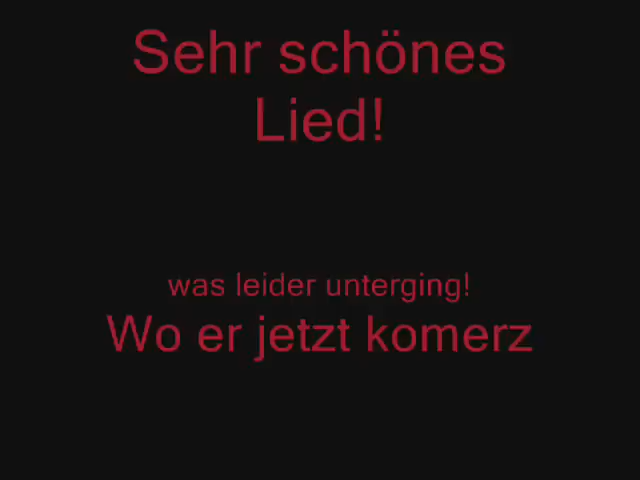 Sehr schönes
Lied!
was leider unterging!
Wo er jetzt komerz